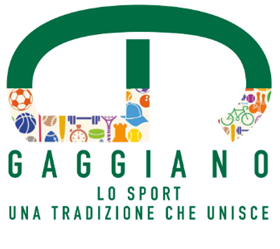 GAGGIANO
LO SPORT
UNA TRADIZIONE CHE UNISCE